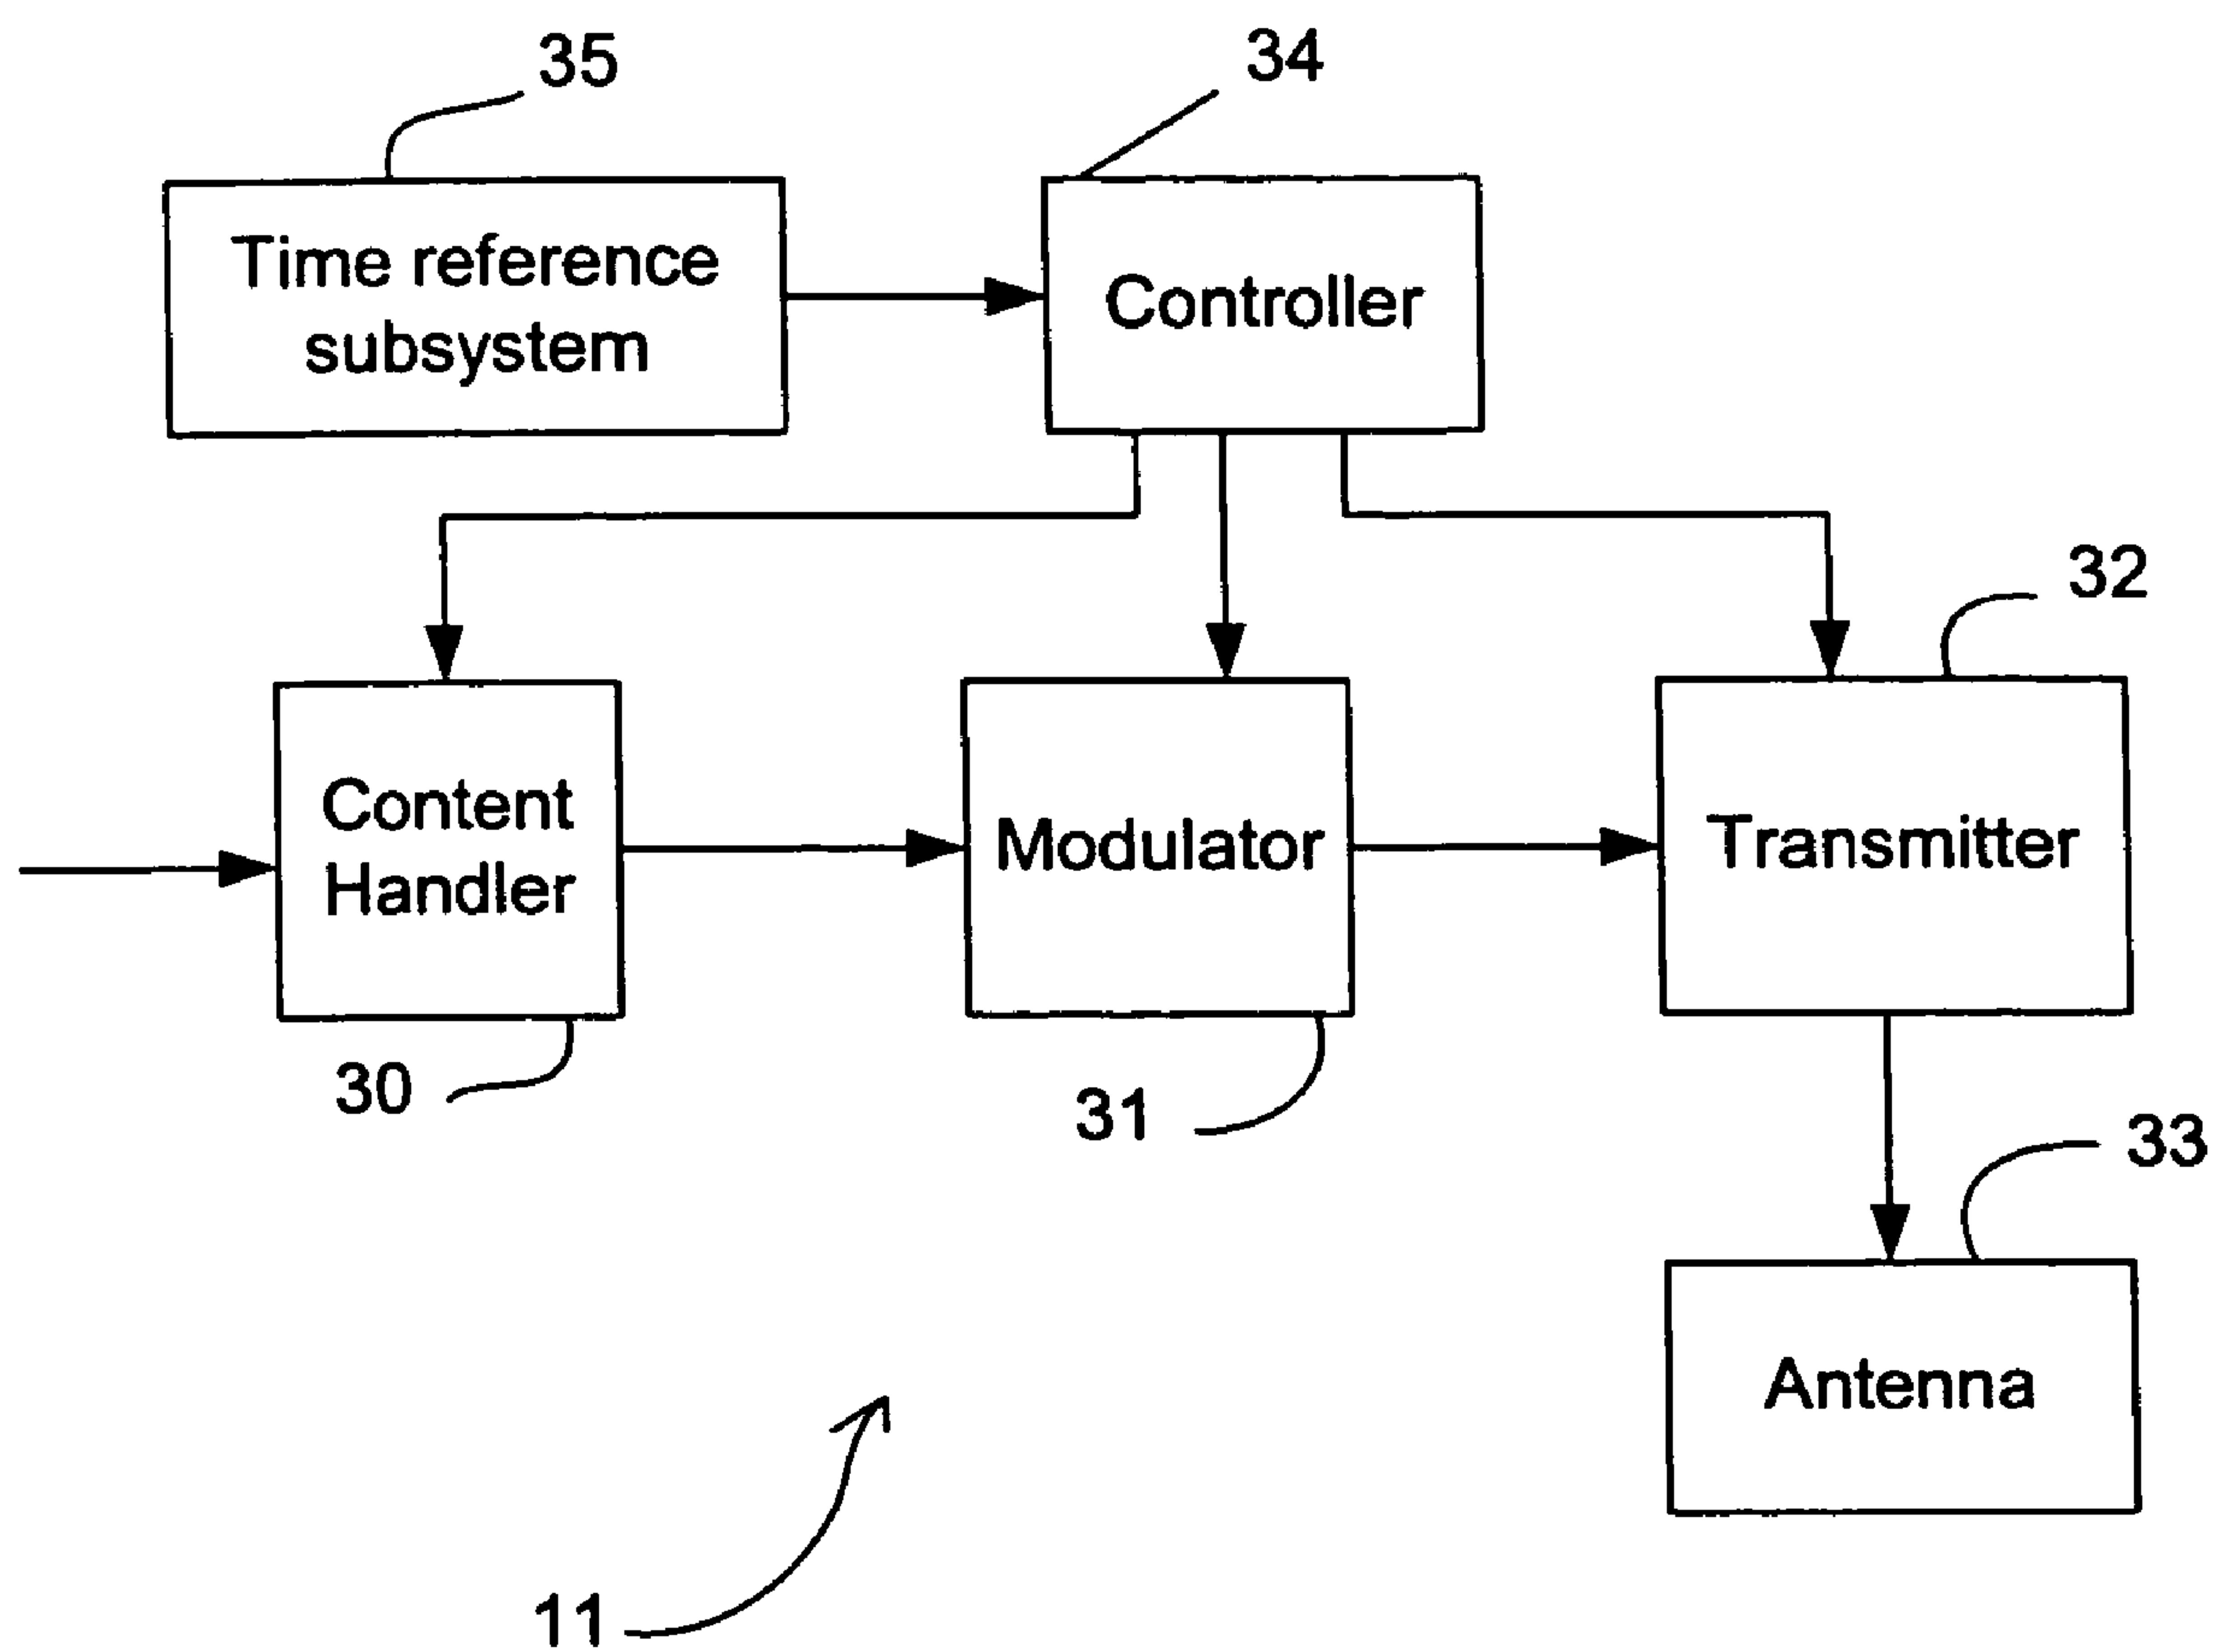 35
34
Time reference
subsystem
Controller
32
Content
Handler
Modulator
Transmitter
30
31
33
Antenna
11